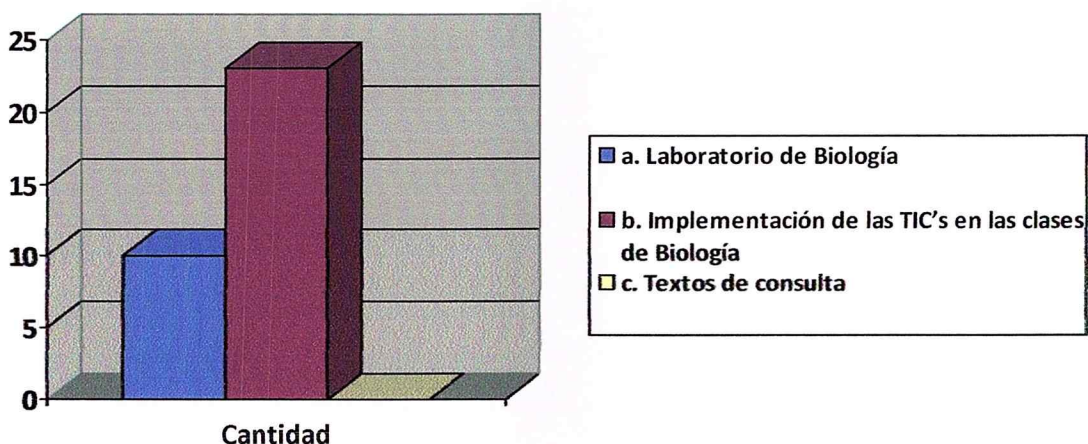 25
20
15
10
5
0
Cantidad
a. Laboratorio de Biología
b. Implementación de las TIC's en las clases
de Biología
c. Textos de consulta